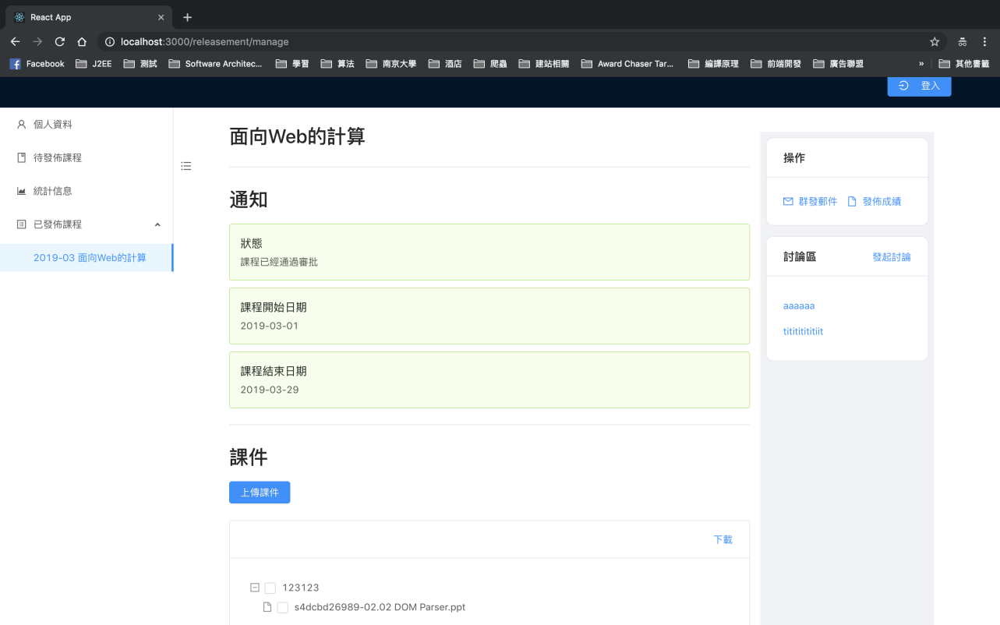 React App
localhost:3000/releasement/manage
Facebook J2EE 測試 Software Architec... 學習 算法 南京大學 酒店 爬蟲 建站相關 Award Chaser Tar... 編譯原理 前端開發 廣告聯盟 » 其他書籤
登入
個人資料
待發佈課程
統計信息
已發佈課程
2019-03 面向Web的計算
面向Web的計算
通知
狀態
課程已經通過審批
課程開始日期
2019-03-01
課程結束日期
2019-03-29
課件
上傳課件
下載
123123
s4dcbd26989-02.02 DOM Parser.ppt
操作
群發郵件 發佈成績
討論區 發起討論
aaaaaa
titititititiit